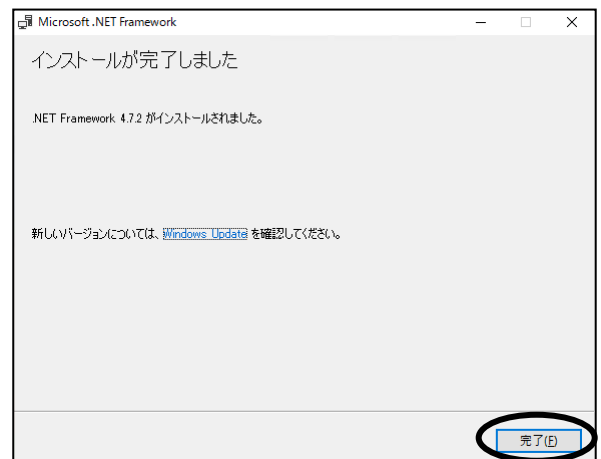 Microsoft .NET Framework
インストールが完了しました
.NET Framework 4.7.2 がインストールされました。
新しいバージョンについては、Windows Update を確認してください。
完了(F)